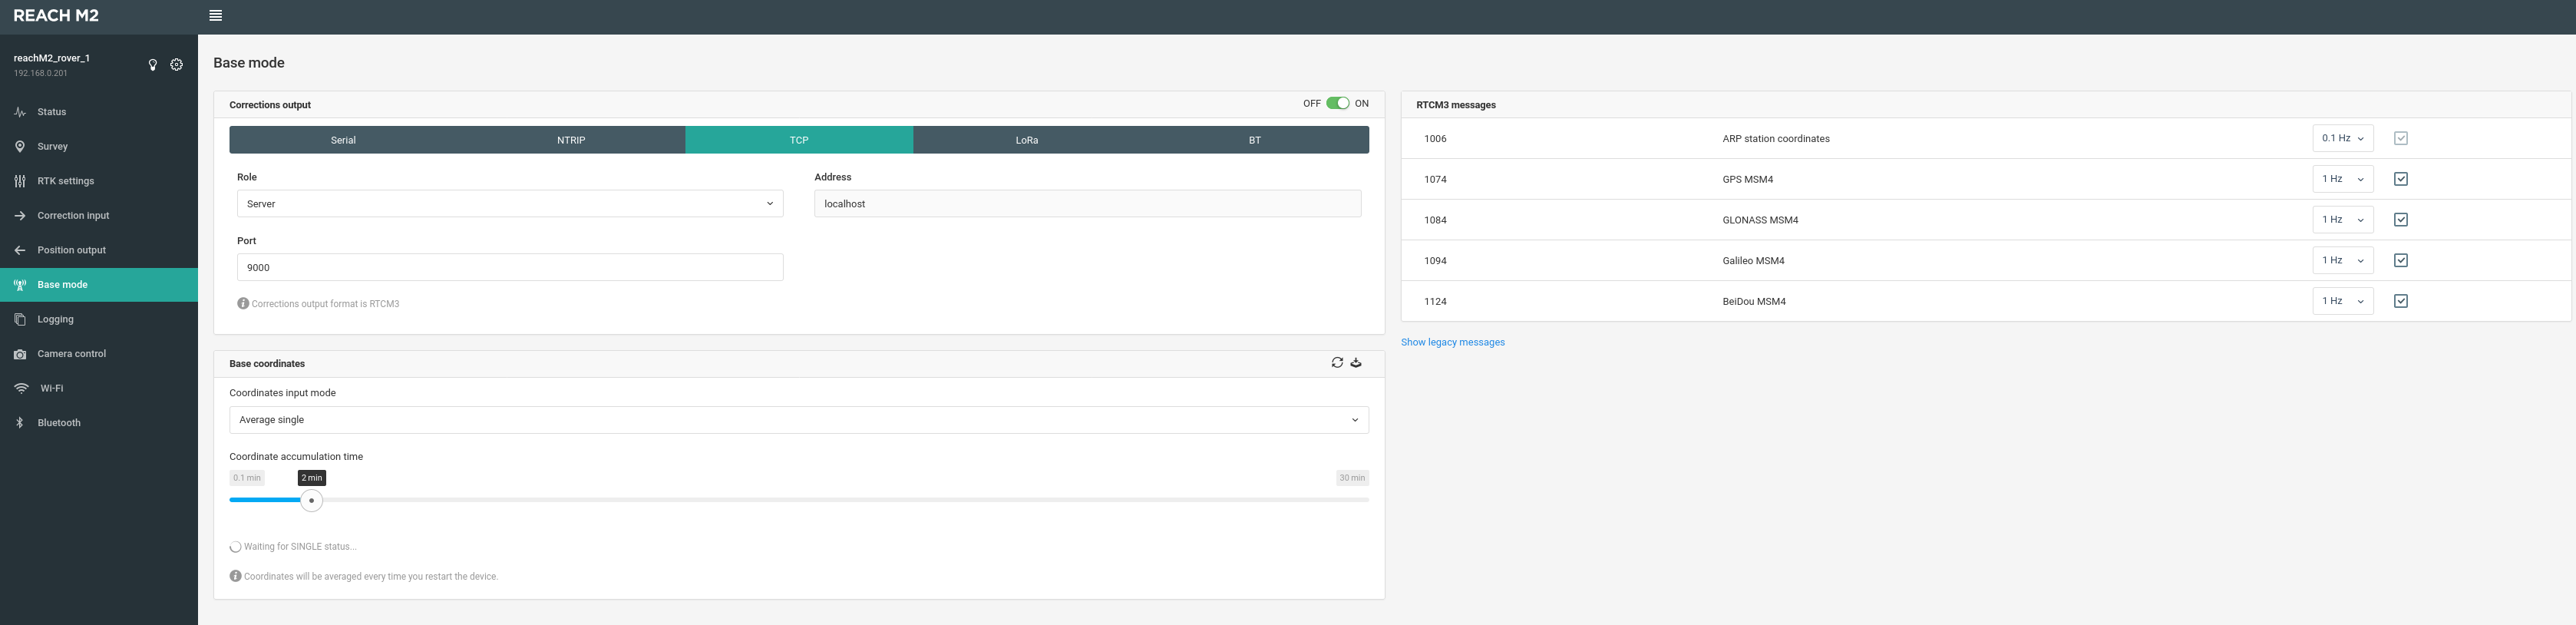 REACH M2
reachM2_rover_1
192.168.0.201
Status
Survey
RTK settings
Correction input
Position output
Base mode
Logging
Camera control
Wi-Fi
Bluetooth
Base mode
Corrections output
OFF ON
Serial NTRIP TCP LoRa BT
Role Address
Server localhost
Port
9000
Corrections output format is RTCM3
Base coordinates
Coordinates input mode
Average single
Coordinate accumulation time
0.1 min 2 min 30 min
Waiting for SINGLE status...
Coordinates will be averaged every time you restart the device.
RTCM3 messages
1006 ARP station coordinates 0.1 Hz
1074 GPS MSM4 1 Hz
1084 GLONASS MSM4 1 Hz
1094 Galileo MSM4 1 Hz
1124 BeiDou MSM4 1 Hz
Show legacy messages